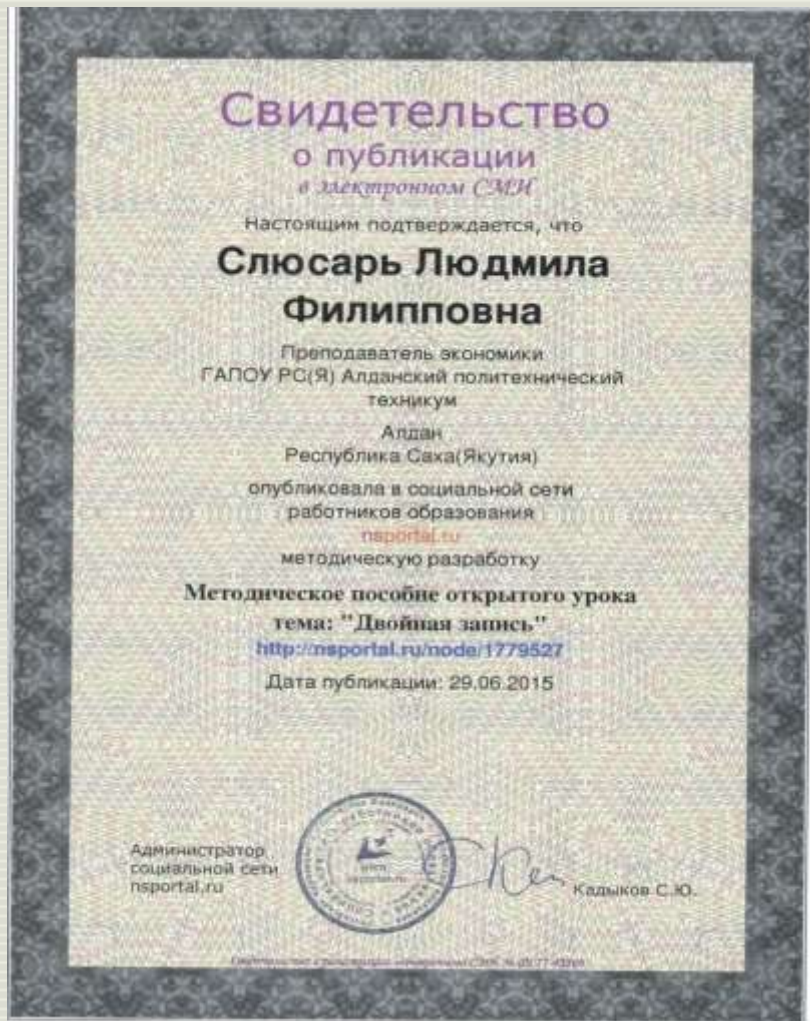 Свидетельство
о публикации
в электронном СМИ
Настоящим подтверждается, что
Слюсарь Людмила
Филипповна
Преподаватель экономики
ГАПОУ РС(Я) Алданский политехнический
техникум
Алдан
Республика Саха(Якутия)
опубликовала в социальной сети
работников образования
nsportal.ru
методическую разработку
Методическое пособие открытого урока
тема: "Двойная запись"
http://nsportal.ru/node/1779527
Дата публикации: 29.06.2015
Администратор
социальной сети
nsportal.ru
Кадыков С.Ю.